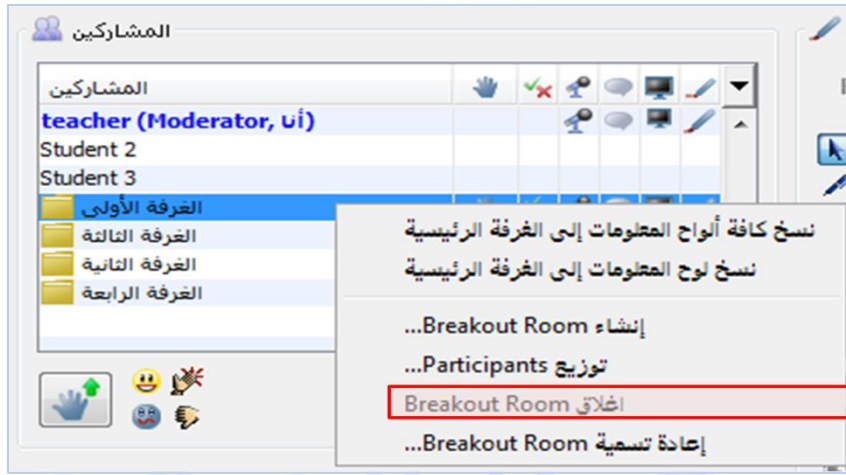 المشاركين
المشاركين
teacher (Moderator, أنا)
Student 2
Student 3
الغرفة الأولى
الغرفة الثالثة
الغرفة الثانية
الغرفة الرابعة
نسخ كافة ألواح المعلومات إلى الغرفة الرئيسية
نسخ لوح المعلومات إلى الغرفة الرئيسية
إنشاء Breakout Room...
توزيع Participants...
اغلاق Breakout Room
إعادة تسمية Breakout Room...